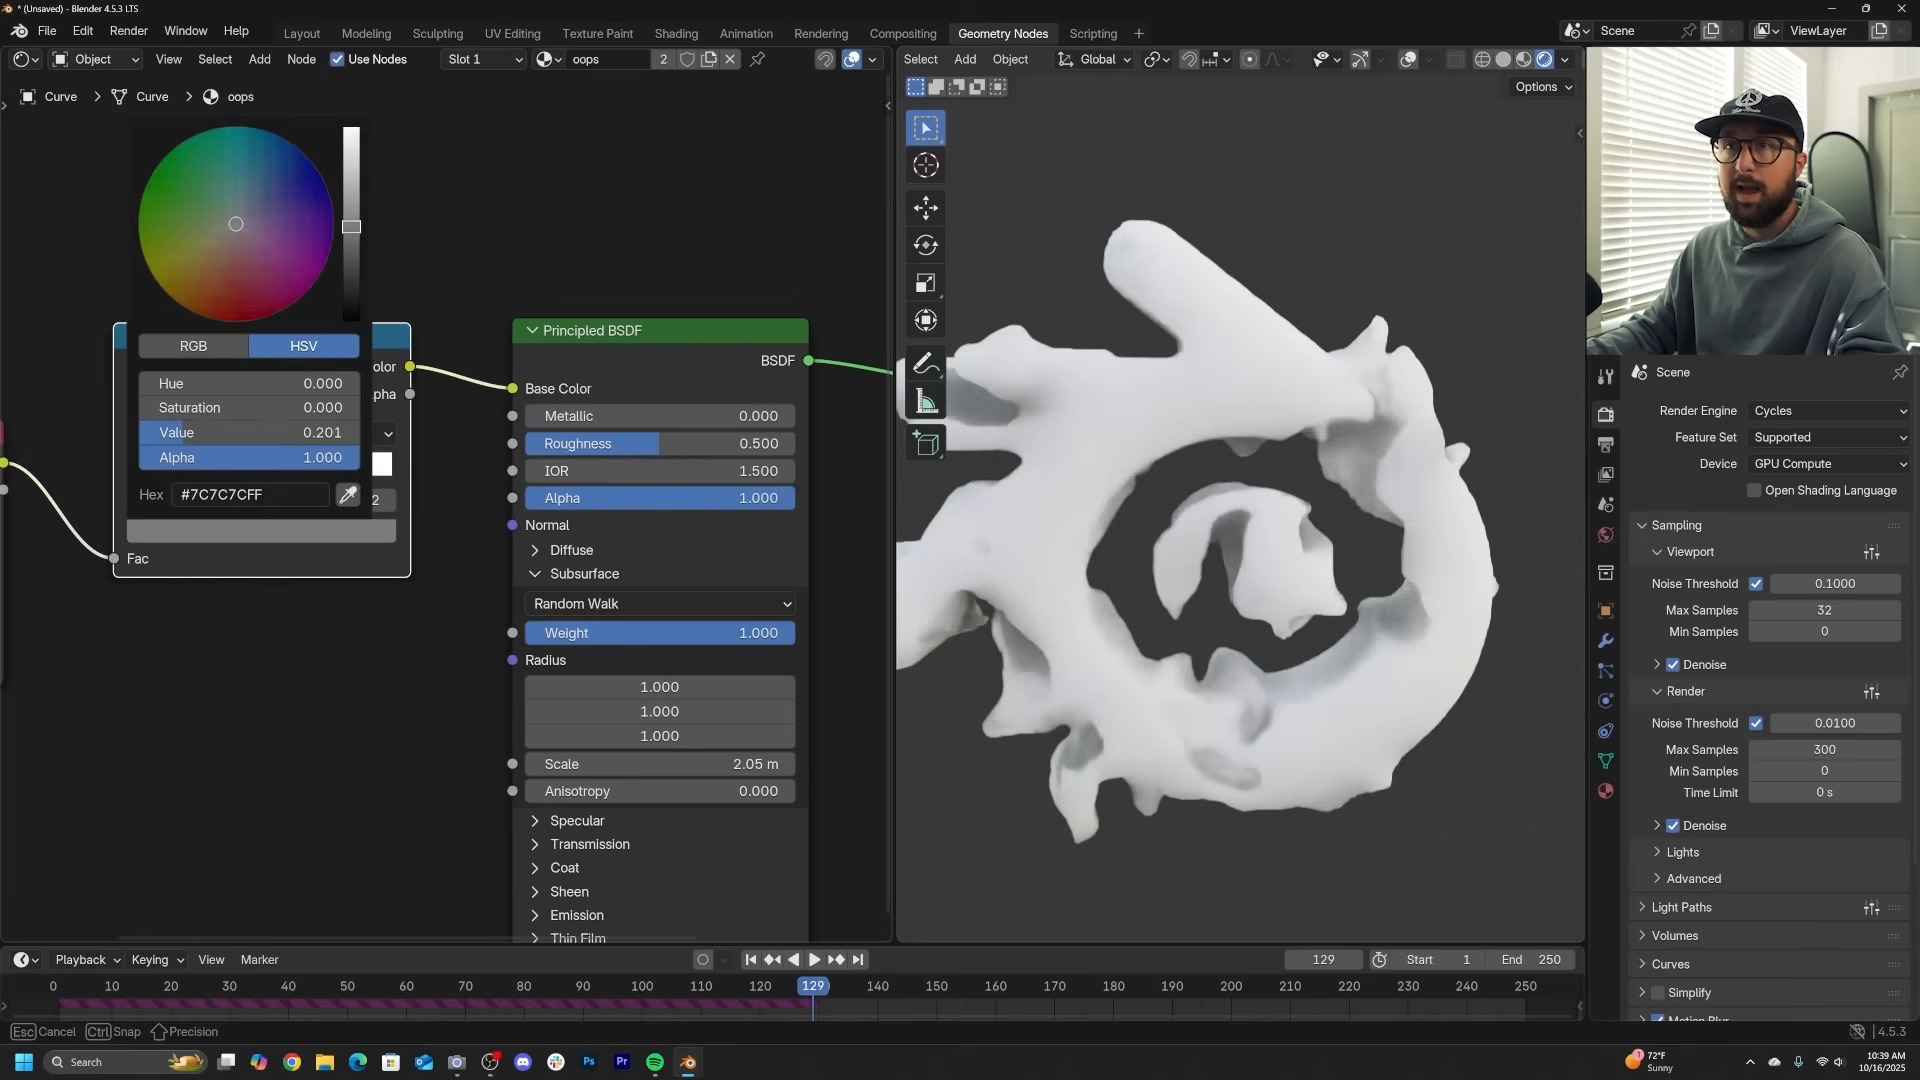 * (Unsaved) - Blender 4.5.3 LTS
File Edit Render Window Help
Layout Modeling Sculpting UV Editing Texture Paint Shading Animation Rendering Compositing Geometry Nodes Scripting +
Scene
ViewLayer
Object View Select Add Node Use Nodes Slot 1 oops 2
Select Add Object Global
Curve > Curve > oops
Options
RGB HSV
Hue 0.000
Saturation 0.000
Value 0.201
Alpha 1.000
Hex #7C7C7CFF
olor
pha
2
Fac
Principled BSDF
BSDF
Base Color
Metallic 0.000
Roughness 0.500
IOR 1.500
Alpha 1.000
Normal
Diffuse
Subsurface
Random Walk
Weight 1.000
Radius
1.000
1.000
1.000
Scale 2.05 m
Anisotropy 0.000
Specular
Transmission
Coat
Sheen
Emission
Thin Film
Scene
Render Engine Cycles
Feature Set Supported
Device GPU Compute
Open Shading Language
Sampling
Viewport
Noise Threshold 0.1000
Max Samples 32
Min Samples 0
Denoise
Render
Noise Threshold 0.0100
Max Samples 300
Min Samples 0
Time Limit 0 s
Denoise
Lights
Advanced
Light Paths
Volumes
Curves
Simplify
Motion Blur
Playback Keying View Marker
129 Start 1 End 250
0 10 20 30 40 50 60 70 80 90 100 110 120 129 140 150 160 170 180 190 200 210 220 230 240 250
Esc Cancel Ctrl Snap Precision
4.5.3
Search
Ps
Pr
1
72°F
Sunny
10:39 AM
10/16/2025